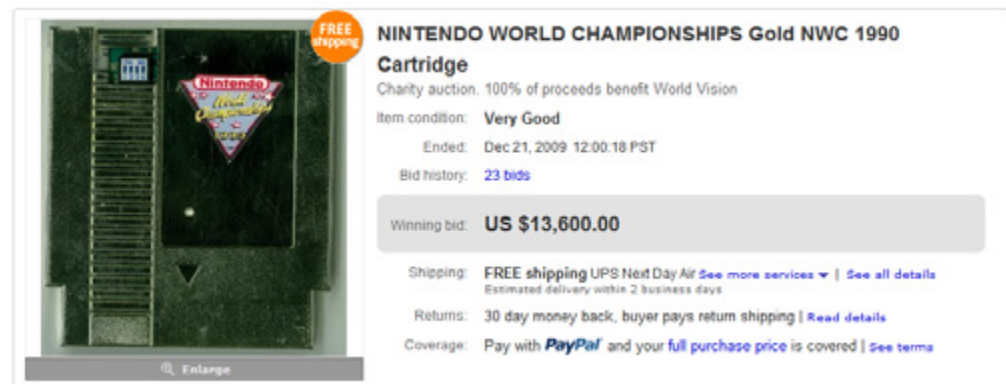 FREE
shipping
NINTENDO WORLD CHAMPIONSHIPS Gold NWC 1990
Cartridge
Charity auction. 100% of proceeds benefit World Vision
Item condition: Very Good
Ended: Dec 21, 2009 12:00:18 PST
Bid history: 23 bids
Winning bid: US $13,600.00
Shipping: FREE shipping UPS Next Day Air See more services | See all details
Estimated delivery within 2 business days
Returns: 30 day money back, buyer pays return shipping | Read details
Coverage: Pay with PayPal and your full purchase price is covered | See terms
Nintendo
World
Championships
Enlarge